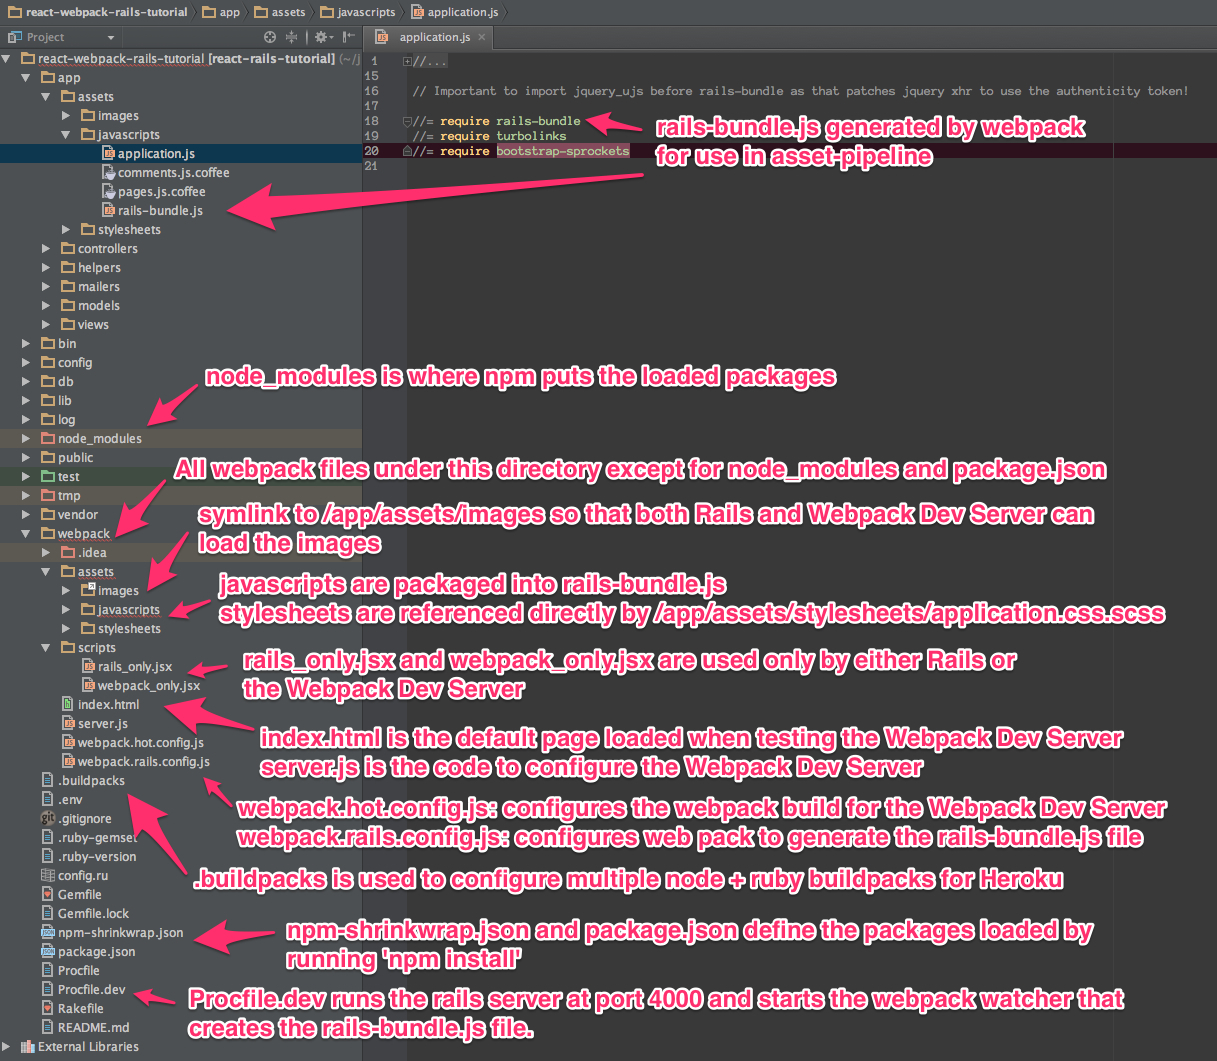 react-webpack-rails-tutorial app assets javascripts application.js
Project
application.js
react-webpack-rails-tutorial [react-rails-tutorial] (~/j
app
assets
images
javascripts
application.js
comments.js.coffee
pages.js.coffee
rails-bundle.js
stylesheets
controllers
helpers
mailers
models
views
bin
config
db
lib
log
node_modules
public
test
tmp
vendor
webpack
.idea
assets
images
javascripts
stylesheets
scripts
rails_only.jsx
webpack_only.jsx
index.html
server.js
webpack.hot.config.js
webpack.rails.config.js
.buildpacks
.env
.gitignore
.ruby-gemset
.ruby-version
config.ru
Gemfile
Gemfile.lock
npm-shrinkwrap.json
package.json
Procfile
Procfile.dev
Rakefile
README.md
External Libraries
1 //...
15
16 // Important to import jquery_ujs before rails-bundle as that patches jquery xhr to use the authenticity token!
17
18 //= require rails-bundle
19 //= require turbolinks
20 //= require bootstrap-sprockets
21
rails-bundle.js generated by webpack
for use in asset-pipeline
node_modules is where npm puts the loaded packages
All webpack files under this directory except for node_modules and package.json
symlink to /app/assets/images so that both Rails and Webpack Dev Server can
load the images
javascripts are packaged into rails-bundle.js
stylesheets are referenced directly by /app/assets/stylesheets/application.css.scss
rails_only.jsx and webpack_only.jsx are used only by either Rails or
the Webpack Dev Server
index.html is the default page loaded when testing the Webpack Dev Server
server.js is the code to configure the Webpack Dev Server
webpack.hot.config.js: configures the webpack build for the Webpack Dev Server
webpack.rails.config.js: configures web pack to generate the rails-bundle.js file
.buildpacks is used to configure multiple node + ruby buildpacks for Heroku
npm-shrinkwrap.json and package.json define the packages loaded by
running 'npm install'
Procfile.dev runs the rails server at port 4000 and starts the webpack watcher that
creates the rails-bundle.js file.